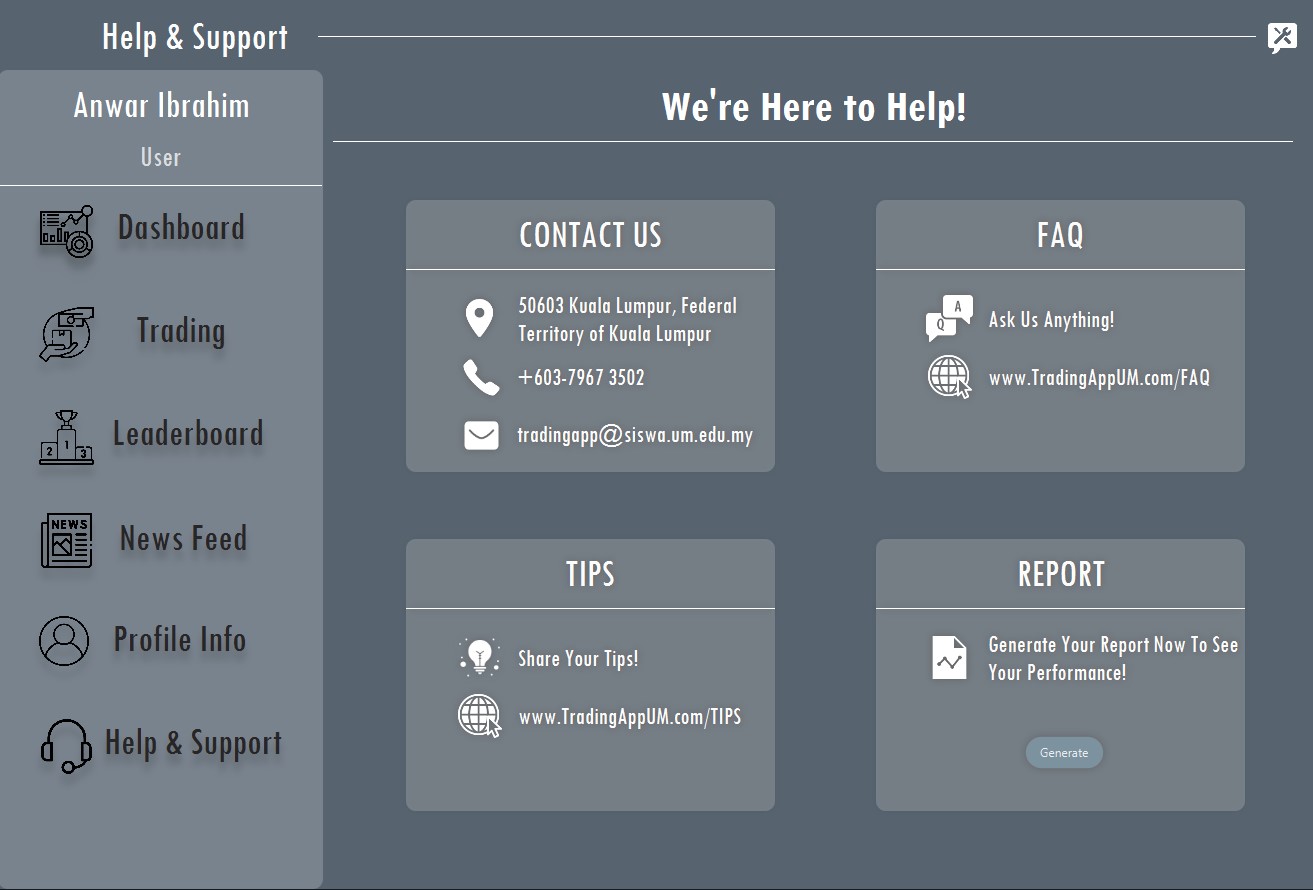 Help & Support
Anwar Ibrahim
User
Dashboard
Trading
1
2
3
Leaderboard
NEWS
News Feed
Profile Info
Help & Support
We're Here to Help!
CONTACT US
50603 Kuala Lumpur, Federal
Territory of Kuala Lumpur
+603-7967 3502
tradingapp@siswa.um.edu.my
FAQ
A
Q
Ask Us Anything!
www.TradingAppUM.com/FAQ
TIPS
Share Your Tips!
www.TradingAppUM.com/TIPS
REPORT
Generate Your Report Now To See
Your Performance!
Generate